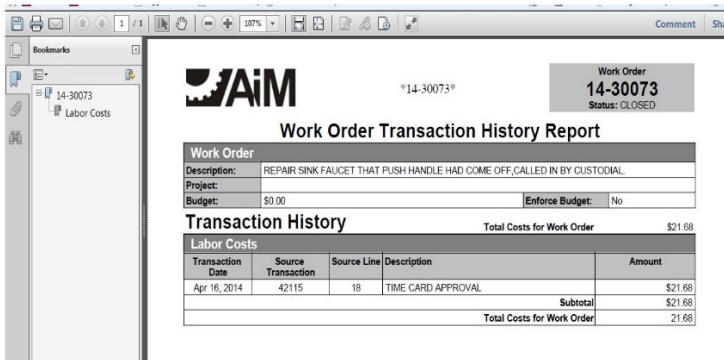 1 / 1
107%
Comment
Sha
Bookmarks
14-30073
Labor Costs
AiM
*14-30073*
Work Order
14-30073
Status: CLOSED
Work Order Transaction History Report
Work Order
Description: REPAIR SINK FAUCET THAT PUSH HANDLE HAD COME OFF,CALLED IN BY CUSTODIAL.
Project:
Budget: $0.00 Enforce Budget: No
Transaction History Total Costs for Work Order $21.68
Labor Costs
Transaction Date Source Transaction Source Line Description Amount
Apr 16, 2014 42115 18 TIME CARD APPROVAL $21.68
Subtotal $21.68
Total Costs for Work Order 21.68